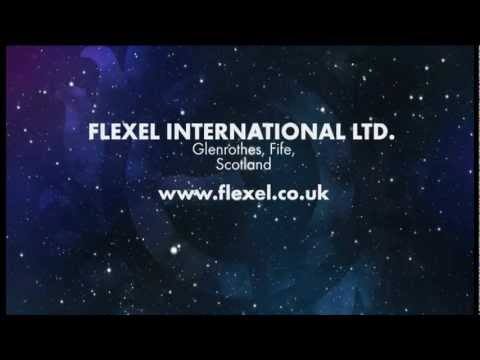 FLEXEL INTERNATIONAL LTD.
Glenrothes, Fife,
Scotland
www.flexel.co.uk